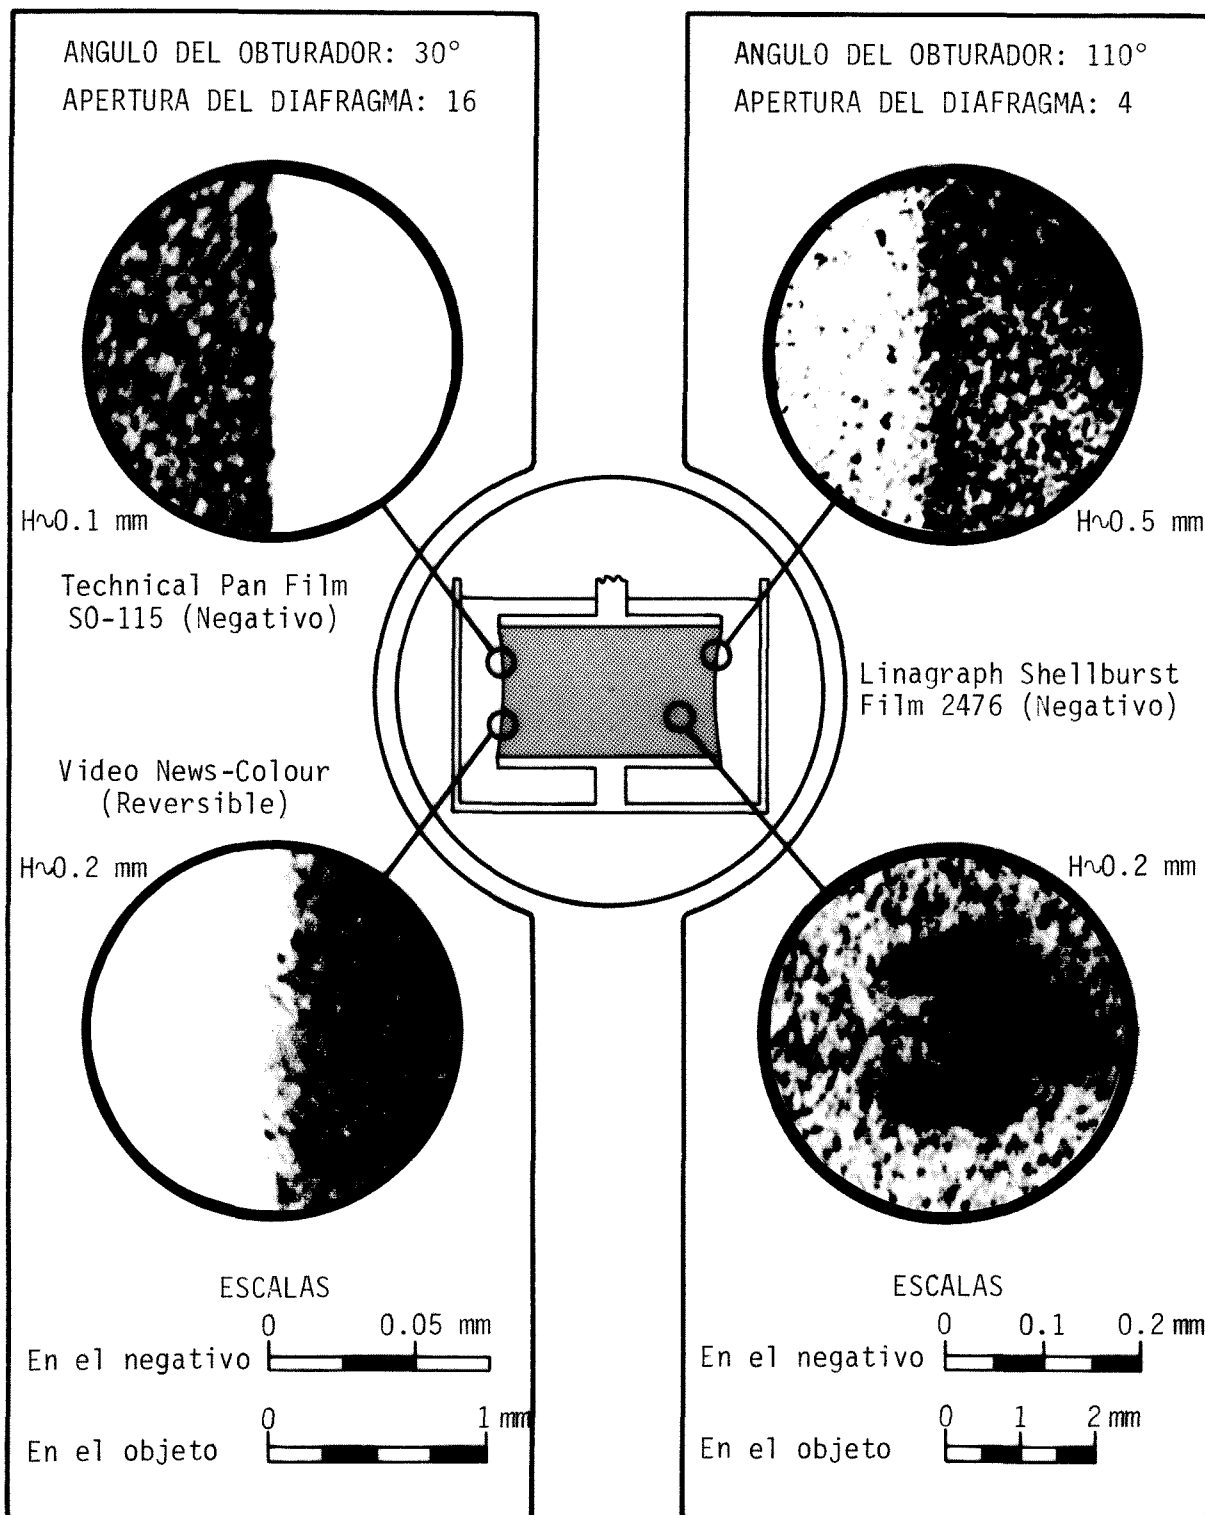 ANGULO DEL OBTURADOR: 30°
APERTURA DEL DIAFRAGMA: 16
H∿0.1 mm
Technical Pan Film
SO-115 (Negativo)
Video News-Colour
(Reversible)
H∿0.2 mm
ESCALAS
0 0.05 mm
En el negativo
0 1 mm
En el objeto
ANGULO DEL OBTURADOR: 110°
APERTURA DEL DIAFRAGMA: 4
H∿0.5 mm
Linagraph Shellburst
Film 2476 (Negativo)
H∿0.2 mm
ESCALAS
0 0.1 0.2 mm
En el negativo
0 1 2 mm
En el objeto